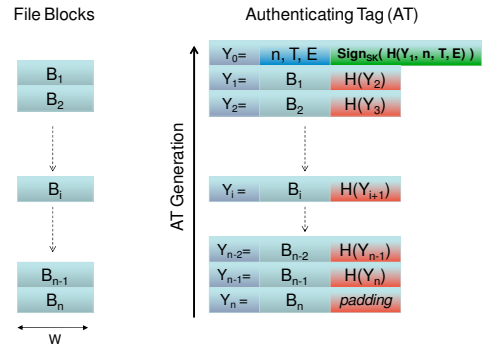 File Blocks
B1
B2
Bi
Bn-1
Bn
W
Authenticating Tag (AT)
AT Generation
Y0= n, T, E SignSK( H(Y1, n, T, E) )
Y1= B1 H(Y2)
Y2= B2 H(Y3)
Yi = Bi H(Yi+1)
Yn-2= Bn-2 H(Yn-1)
Yn-1= Bn-1 H(Yn)
Yn = Bn padding